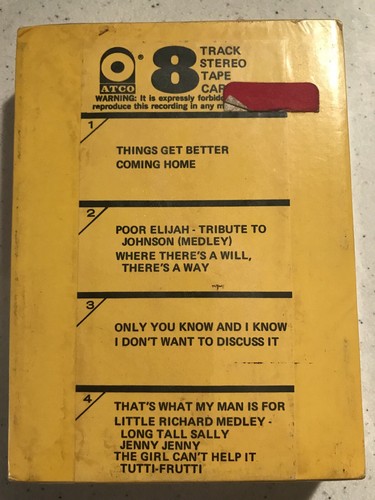 ATCO
8
TRACK
STEREO
TAPE
WARNING: It is expressly
reproduce this recording in any
1
THINGS GET BETTER
COMING HOME
2
POOR ELIJAH - TRIBUTE TO
JOHNSON (MEDLEY)
WHERE THERE'S A WILL,
THERE'S A WAY
3
ONLY YOU KNOW AND I KNOW
I DON'T WANT TO DISCUSS IT
4
THAT'S WHAT MY MAN IS FOR
LITTLE RICHARD MEDLEY -
LONG TALL SALLY
JENNY JENNY
THE GIRL CAN'T HELP IT
TUTTI-FRUTTI